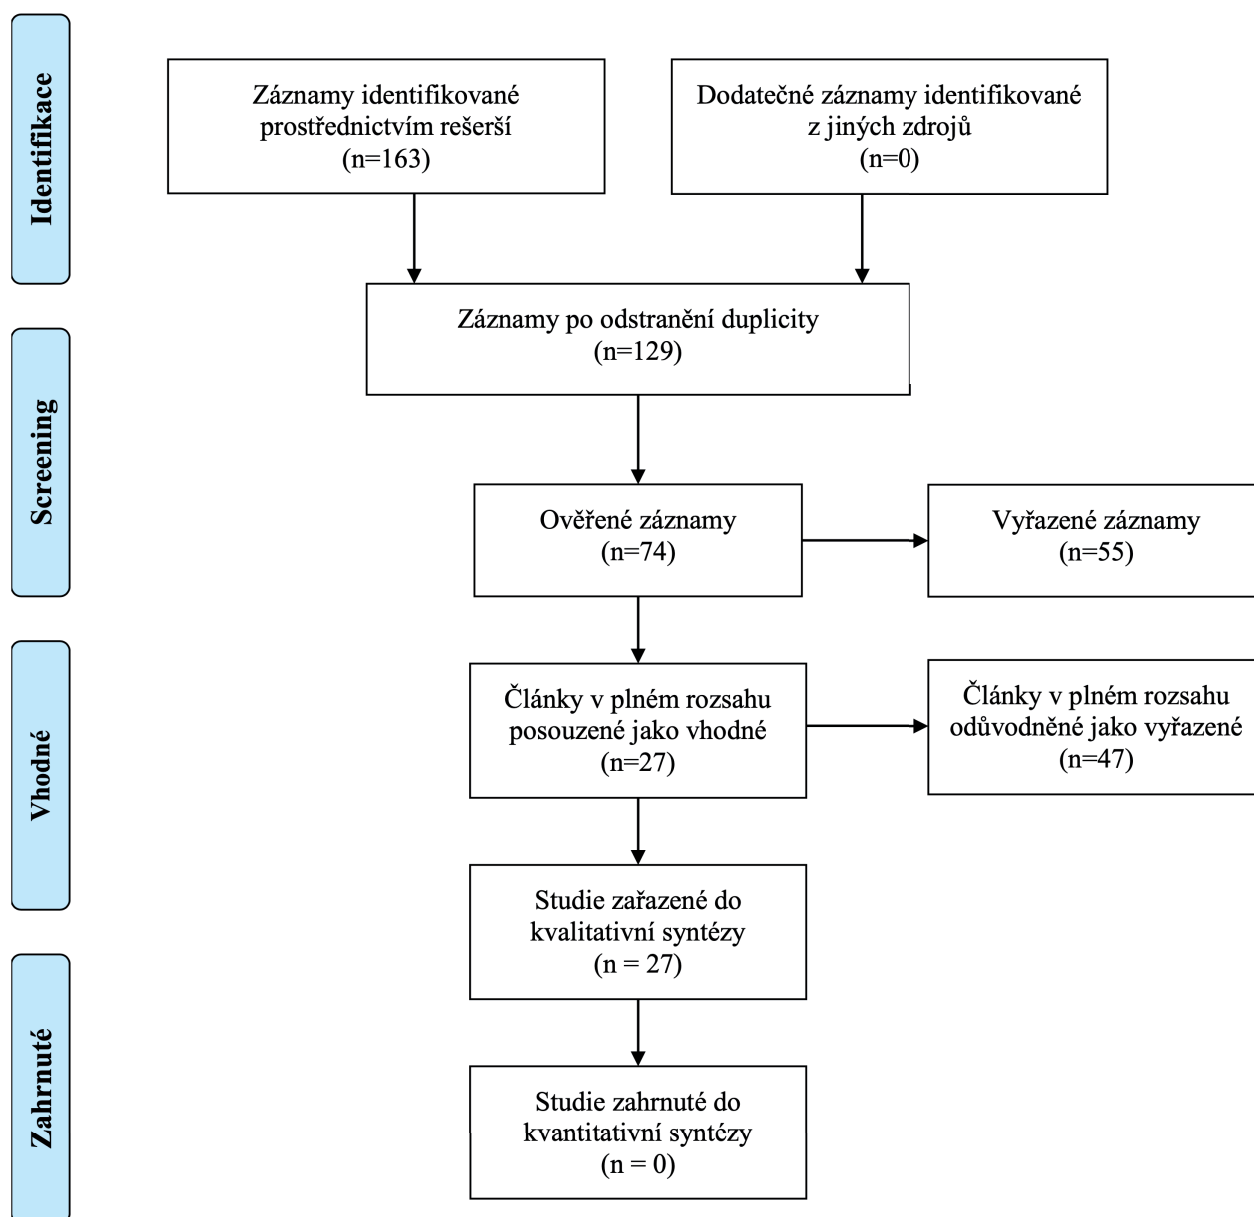 Identifikace
Záznamy identifikované
prostřednictvím rešerší
(n=163)
Dodatečné záznamy identifikované
z jiných zdrojů
(n=0)
Záznamy po odstranění duplicity
(n=129)
Screening
Ověřené záznamy
(n=74)
Vyřazené záznamy
(n=55)
Vhodné
Články v plném rozsahu
posouzené jako vhodné
(n=27)
Články v plném rozsahu
odůvodněné jako vyřazené
(n=47)
Studie zařazené do
kvalitativní syntézy
(n = 27)
Zahrnuté
Studie zahrnuté do
kvantitativní syntézy
(n = 0)